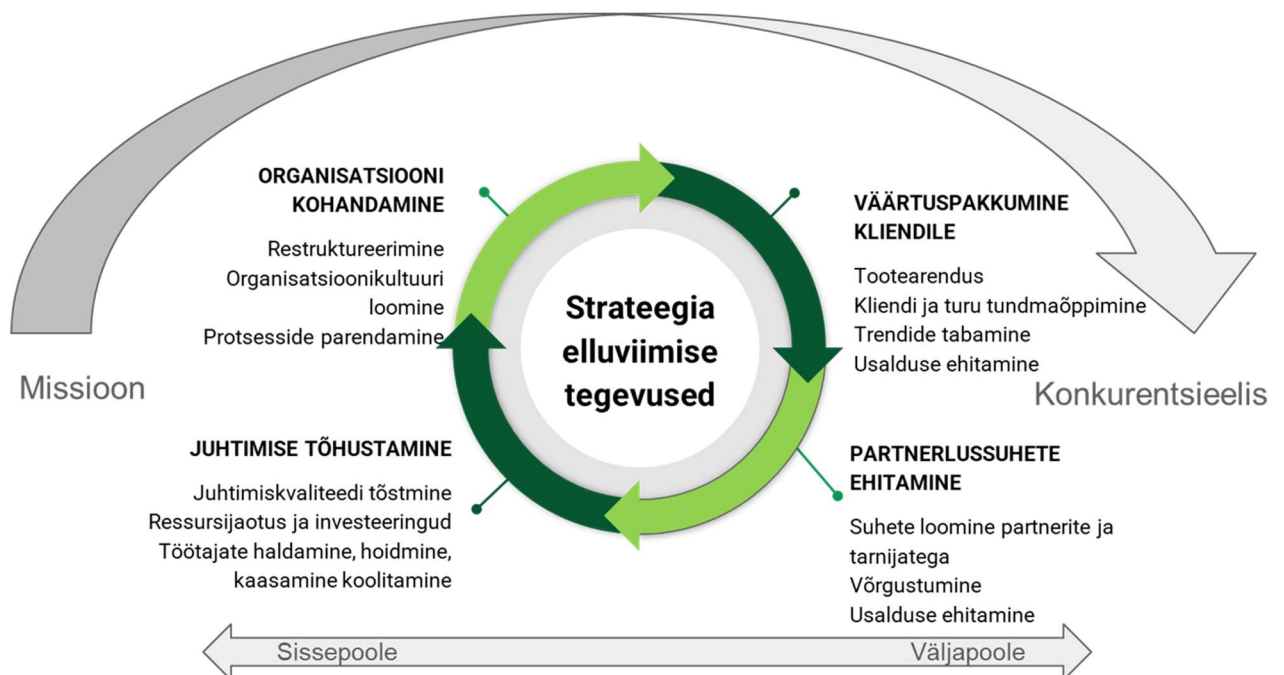 ORGANISATSIOONI
KOHANDAMINE
Restruktureerimine
Organisatsioonikultuuri
loomine
Protsesside parendamine
VÄÄRTUSPAKKUMINE
KLIENDILE
Tootearendus
Kliendi ja turu tundmaõppimine
Trendide tabamine
Usalduse ehitamine
Strateegia
elluviimise
tegevused
Missioon
Konkurentsieelis
JUHTIMISE TÕHUSTAMINE
Juhtimiskvaliteedi tõstmine
Ressursijaotus ja investeeringud
Töötajate haldamine, hoidmine,
kaasamine koolitamine
PARTNERLUSSUHETE
EHITAMINE
Suhete loomine partnerite ja
tarnijatega
Võrgustumine
Usalduse ehitamine
Sissepoole
Väljapoole